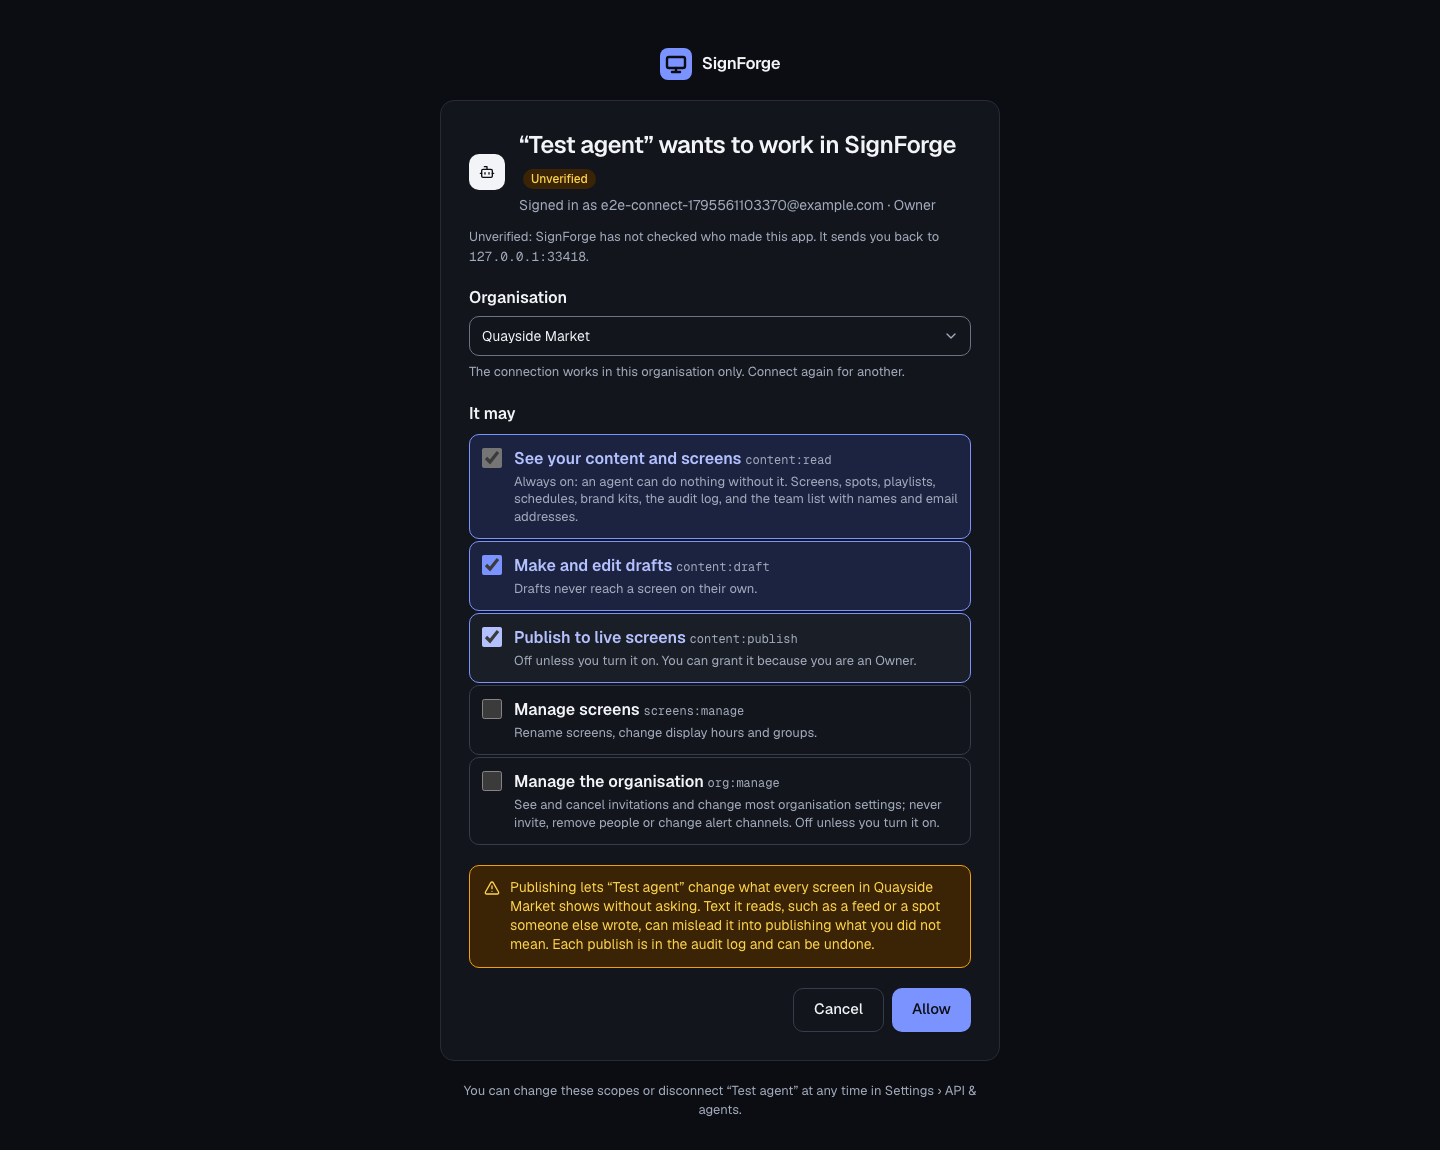 SignForge
“Test agent” wants to work in SignForge
Unverified
Signed in as e2e-connect-1795561103370@example.com · Owner
Unverified: SignForge has not checked who made this app. It sends you back to
127.0.0.1:33418.
Organisation
Quayside Market
The connection works in this organisation only. Connect again for another.
It may
See your content and screens content:read
Always on: an agent can do nothing without it. Screens, spots, playlists,
schedules, brand kits, the audit log, and the team list with names and email
addresses.
Make and edit drafts content:draft
Drafts never reach a screen on their own.
Publish to live screens content:publish
Off unless you turn it on. You can grant it because you are an Owner.
Manage screens screens:manage
Rename screens, change display hours and groups.
Manage the organisation org:manage
See and cancel invitations and change most organisation settings; never
invite, remove people or change alert channels. Off unless you turn it on.
Publishing lets “Test agent” change what every screen in Quayside
Market shows without asking. Text it reads, such as a feed or a spot
someone else wrote, can mislead it into publishing what you did not
mean. Each publish is in the audit log and can be undone.
Cancel
Allow
You can change these scopes or disconnect “Test agent” at any time in Settings › API &
agents.